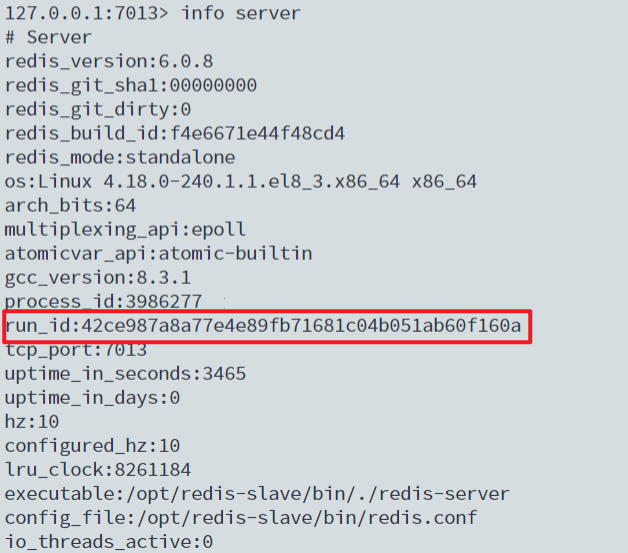 127.0.0.1:7013> info server
# Server
redis_version:6.0.8
redis_git_sha1:00000000
redis_git_dirty:0
redis_build_id:f4e6671e44f48cd4
redis_mode:standalone
os:Linux 4.18.0-240.1.1.el8_3.x86_64 x86_64
arch_bits:64
multiplexing_api:epoll
atomicvar_api:atomic-builtin
gcc_version:8.3.1
process_id:3986277
run_id:42ce987a8a77e4e89fb71681c04b051ab60f160a
tcp_port:7013
uptime_in_seconds:3465
uptime_in_days:0
hz:10
configured_hz:10
lru_clock:8261184
executable:/opt/redis-slave/bin/./redis-server
config_file:/opt/redis-slave/bin/redis.conf
io_threads_active:0